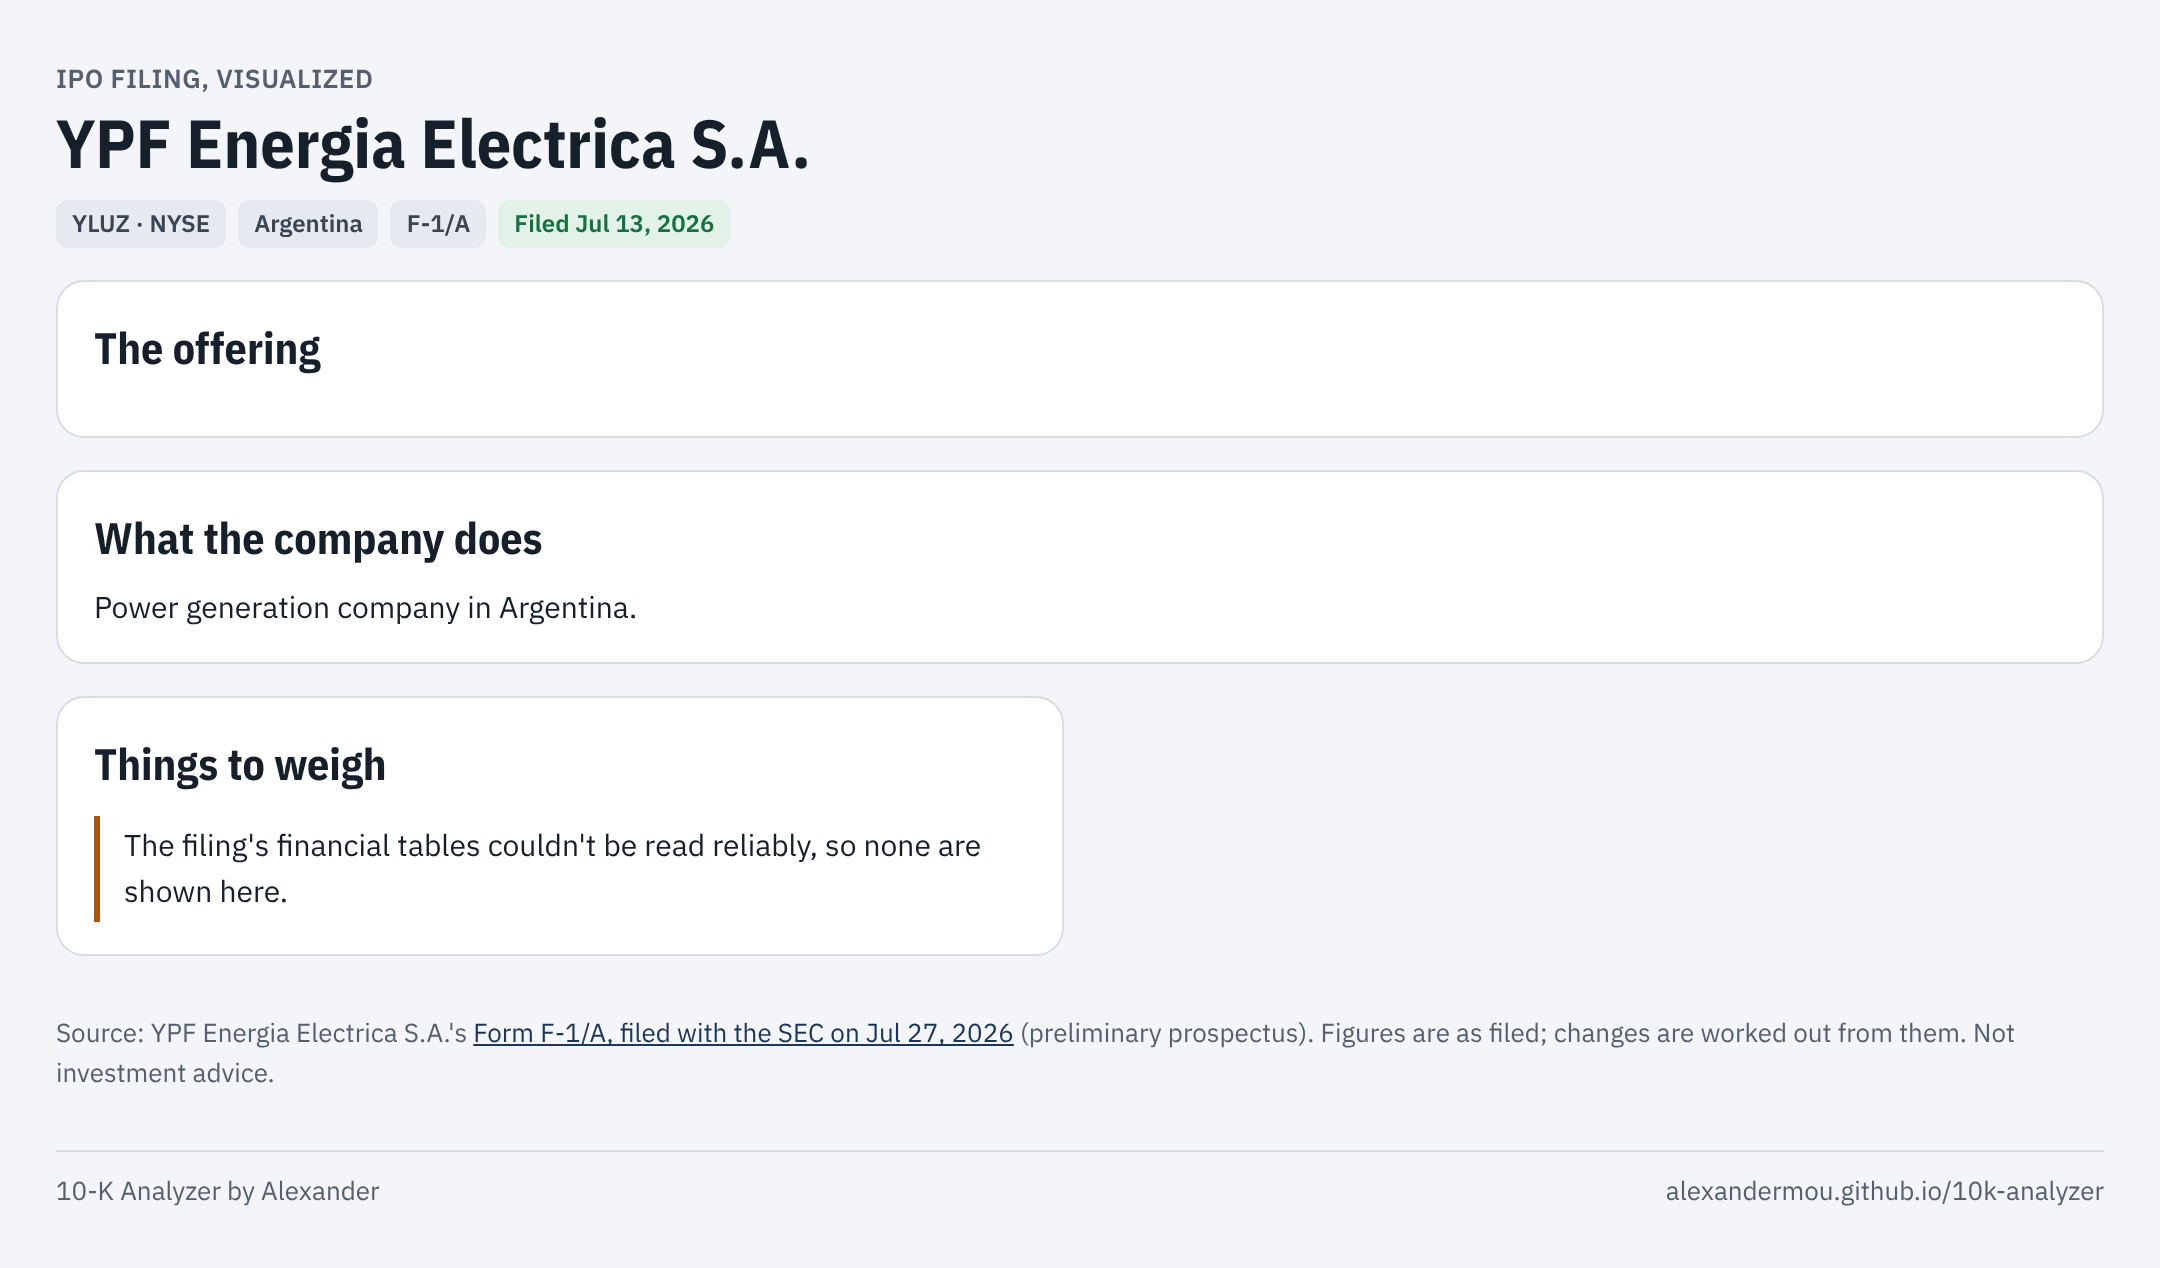 IPO FILING, VISUALIZED
YPF Energia Electrica S.A.
YLUZ · NYSE
Argentina
F-1/A
Filed Jul 13, 2026
The offering
What the company does
Power generation company in Argentina.
Things to weigh
The filing's financial tables couldn't be read reliably, so none are
shown here.
Source: YPF Energia Electrica S.A.'s Form F-1/A, filed with the SEC on Jul 27, 2026 (preliminary prospectus). Figures are as filed; changes are worked out from them. Not
investment advice.
10-K Analyzer by Alexander
alexandermou.github.io/10k-analyzer